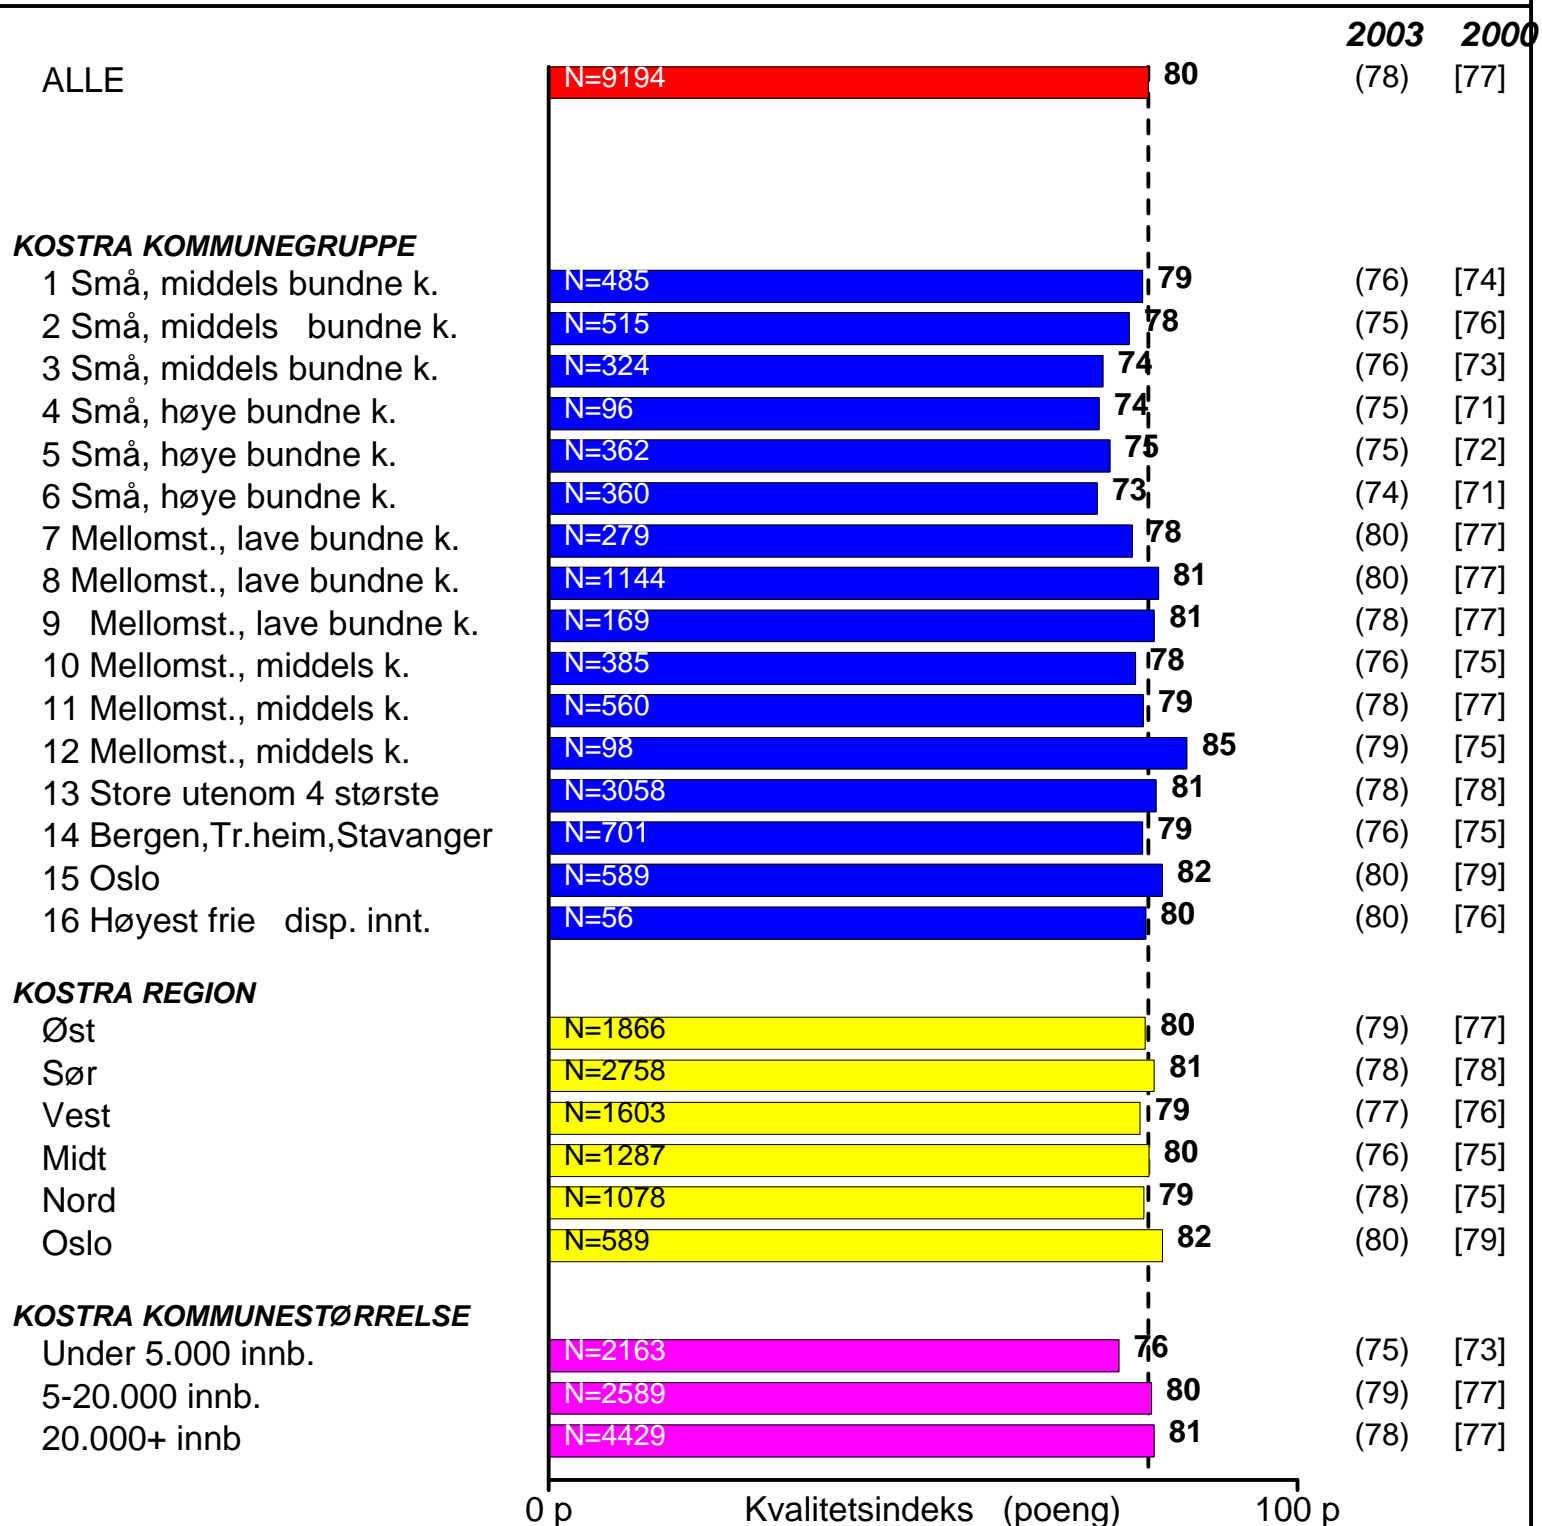 2003 2000
ALLE N=9194 80 (78) [77]
KOSTRA KOMMUNEGRUPPE
1 Små, middels bundne k. N=485 79 (76) [74]
2 Små, middels bundne k. N=515 78 (75) [76]
3 Små, middels bundne k. N=324 74 (76) [73]
4 Små, høye bundne k. N=96 74 (75) [71]
5 Små, høye bundne k. N=362 75 (75) [72]
6 Små, høye bundne k. N=360 73 (74) [71]
7 Mellomst., lave bundne k. N=279 78 (80) [77]
8 Mellomst., lave bundne k. N=1144 81 (80) [77]
9 Mellomst., lave bundne k. N=169 81 (78) [77]
10 Mellomst., middels k. N=385 78 (76) [75]
11 Mellomst., middels k. N=560 79 (78) [77]
12 Mellomst., middels k. N=98 85 (79) [75]
13 Store utenom 4 største N=3058 81 (78) [78]
14 Bergen,Tr.heim,Stavanger N=701 79 (76) [75]
15 Oslo N=589 82 (80) [79]
16 Høyest frie disp. innt. N=56 80 (80) [76]
KOSTRA REGION
Øst N=1866 80 (79) [77]
Sør N=2758 81 (78) [78]
Vest N=1603 79 (77) [76]
Midt N=1287 80 (76) [75]
Nord N=1078 79 (78) [75]
Oslo N=589 82 (80) [79]
KOSTRA KOMMUNESTØRRELSE
Under 5.000 innb. N=2163 76 (75) [73]
5-20.000 innb. N=2589 80 (79) [77]
20.000+ innb N=4429 81 (78) [77]
0 p Kvalitetsindeks (poeng) 100 p